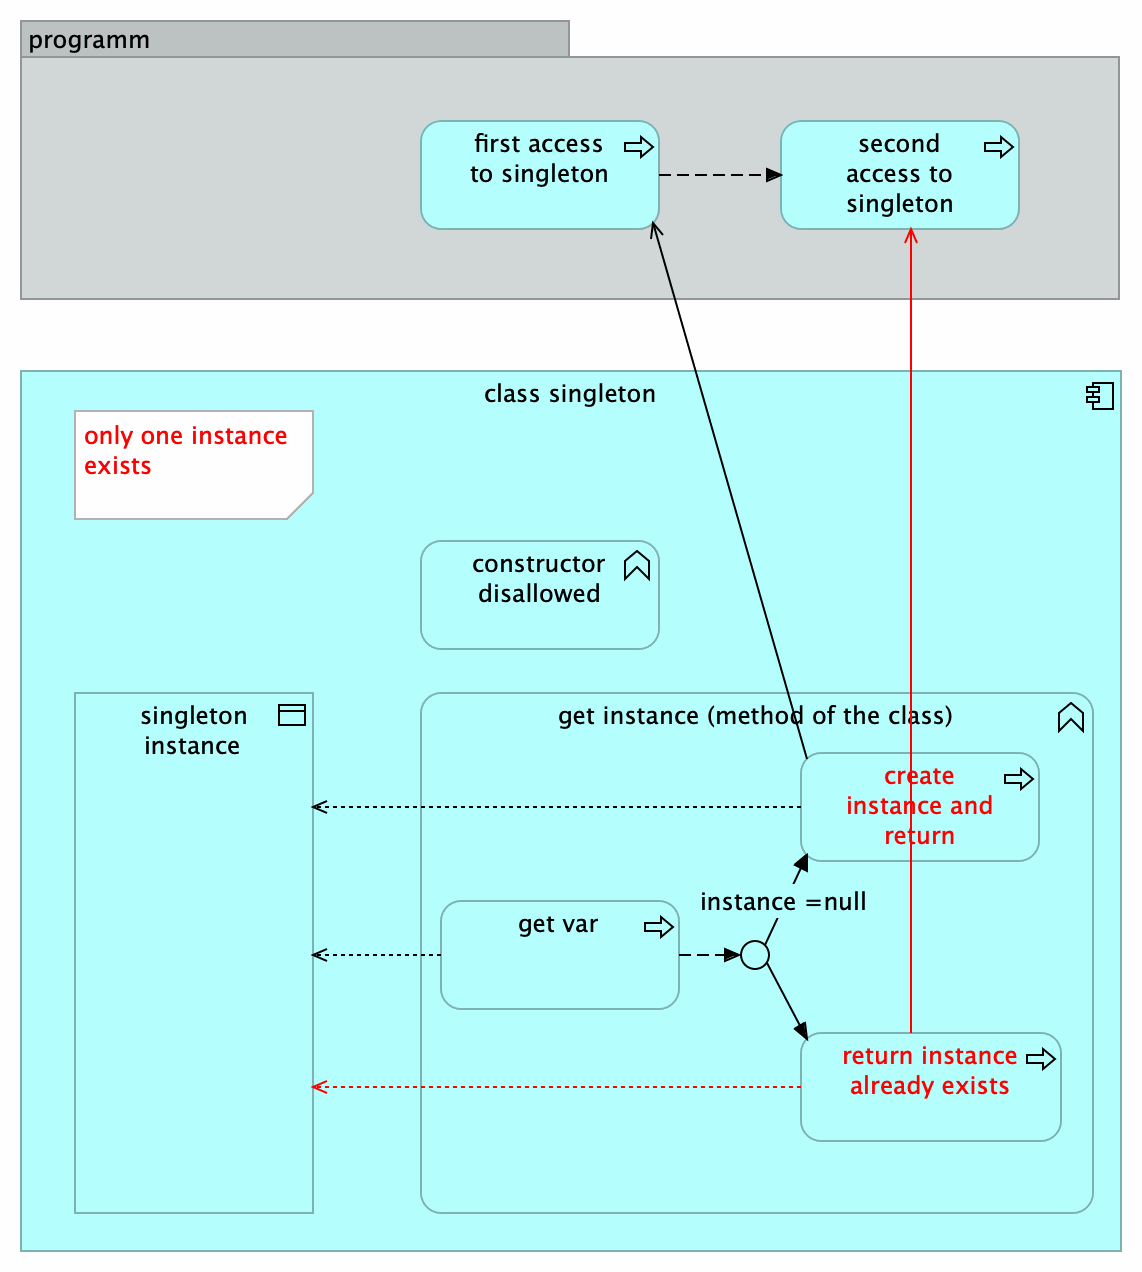 programm
first access
to singleton
second
access to
singleton
class singleton
only one instance
exists
constructor
disallowed
singleton
instance
get instance (method of the class)
create
instance and
return
instance =null
get var
return instance
already exists